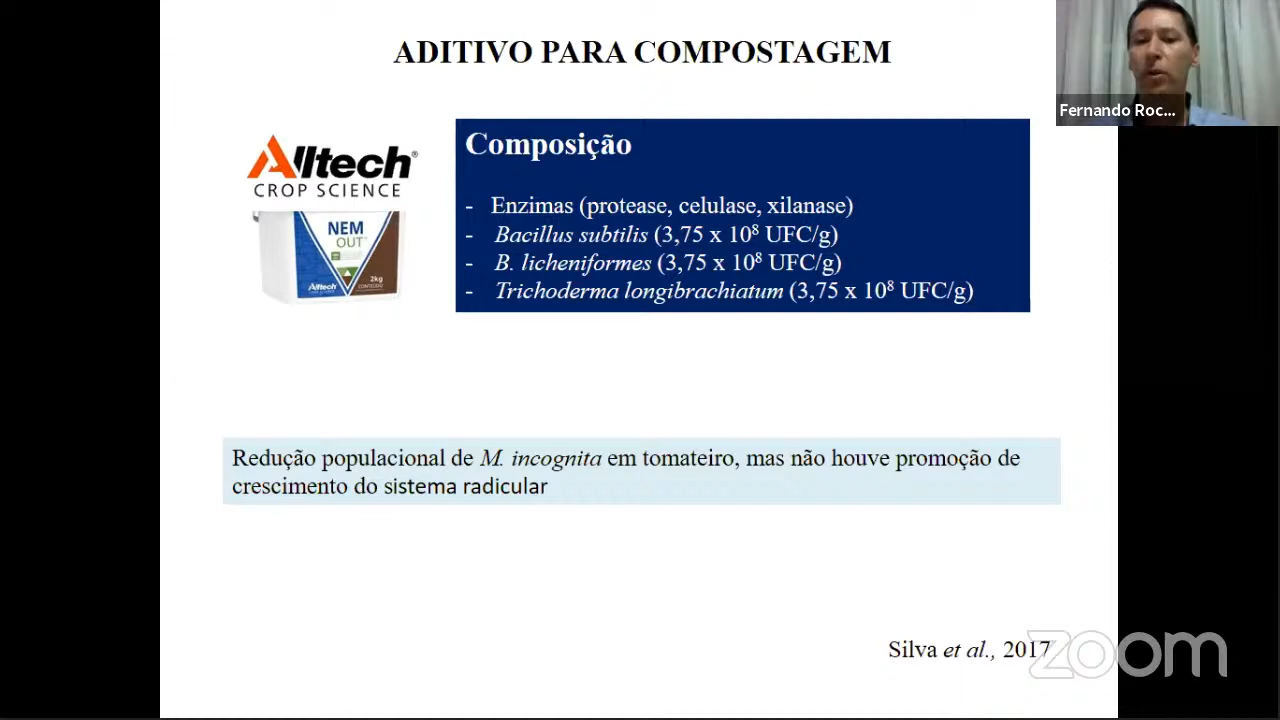 ADITIVO PARA COMPOSTAGEM
Fernando Roc...
Alltech®
CROP SCIENCE
NEM
OUT
2kg
CONTEÚDO
Alltech
Composição
- Enzimas (protease, celulase, xilanase)
- Bacillus subtilis (3,75 x 10⁸ UFC/g)
- B. licheniformes (3,75 x 10⁸ UFC/g)
- Trichoderma longibrachiatum (3,75 x 10⁸ UFC/g)
Redução populacional de M. incognita em tomateiro, mas não houve promoção de
crescimento do sistema radicular
Silva et al., 2017
zoom